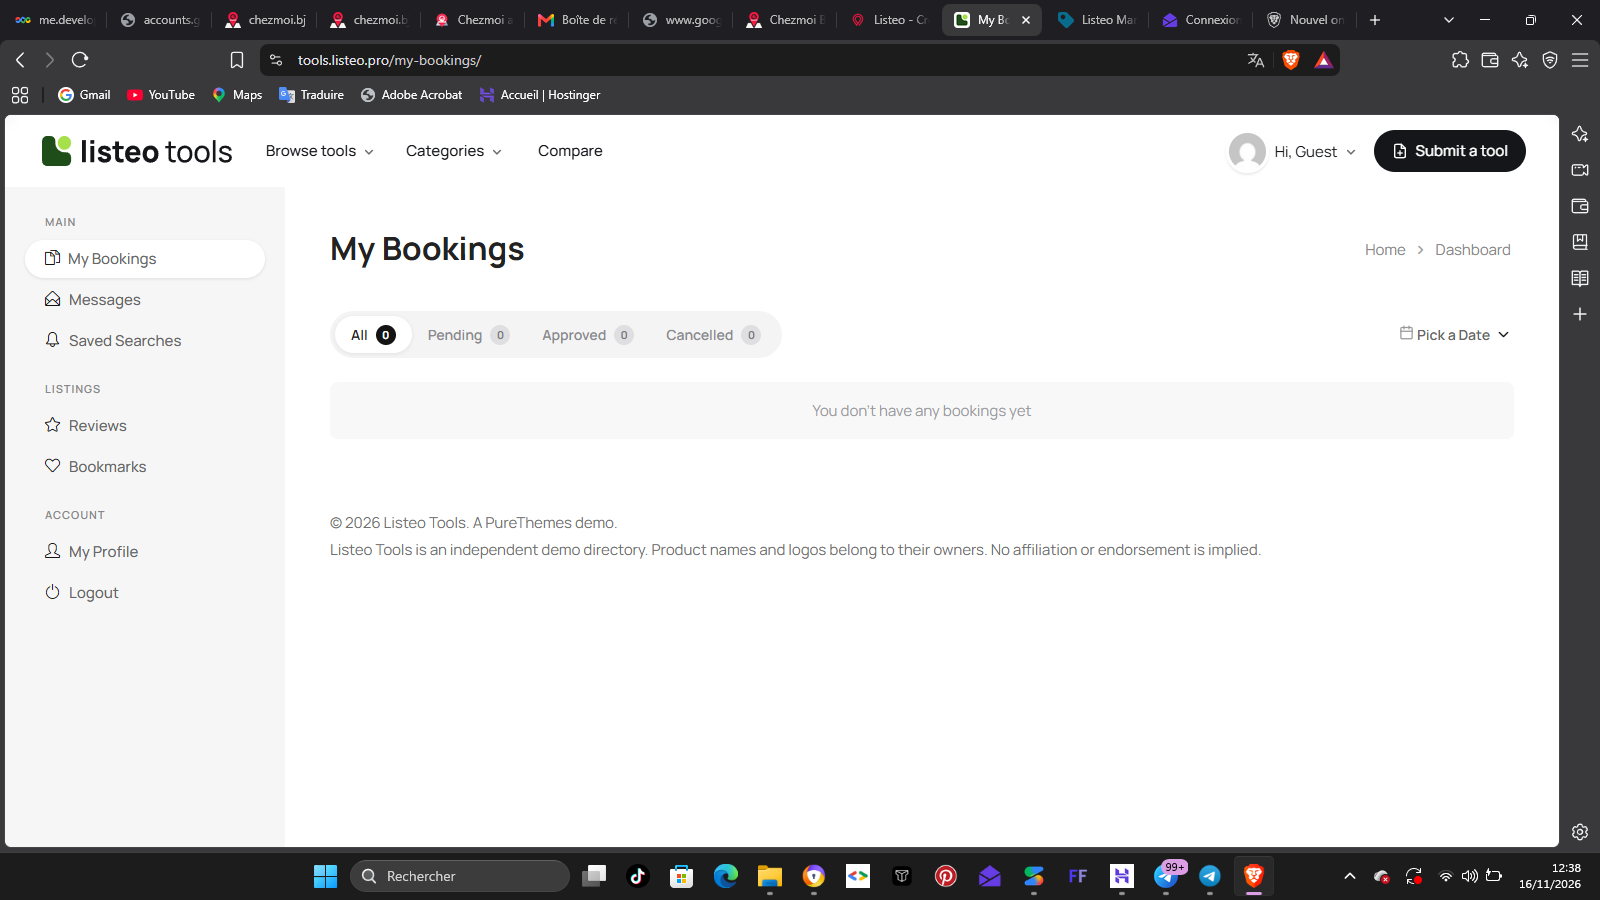 me.develo
accounts.g
chezmoi.bj
chezmoi.b
Chezmoi a
Boîte de ré
www.goog
Chezmoi B
Listeo - Cr
My Bo
Listeo Mar
Connexion
Nouvel on
tools.listeo.pro/my-bookings/
Gmail
YouTube
Maps
Traduire
Adobe Acrobat
Accueil | Hostinger
listeo tools
Browse tools
Categories
Compare
Hi, Guest
Submit a tool
MAIN
My Bookings
Messages
Saved Searches
LISTINGS
Reviews
Bookmarks
ACCOUNT
My Profile
Logout
My Bookings
Home > Dashboard
All 0
Pending 0
Approved 0
Cancelled 0
Pick a Date
You don't have any bookings yet
© 2026 Listeo Tools. A PureThemes demo.
Listeo Tools is an independent demo directory. Product names and logos belong to their owners. No affiliation or endorsement is implied.
Rechercher
FF
99+
12:38
16/11/2026